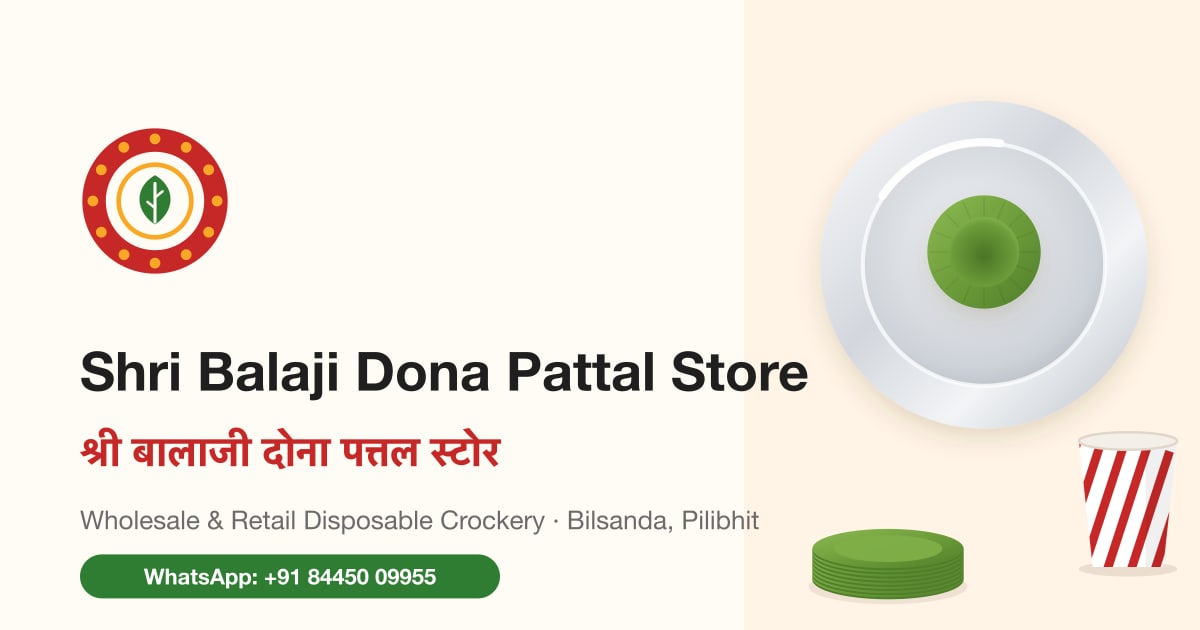 Shri Balaji Dona Pattal Store
श्री बालाजी दोना पत्तल स्टोर
Wholesale & Retail Disposable Crockery · Bilsanda, Pilibhit
WhatsApp: +91 84450 09955